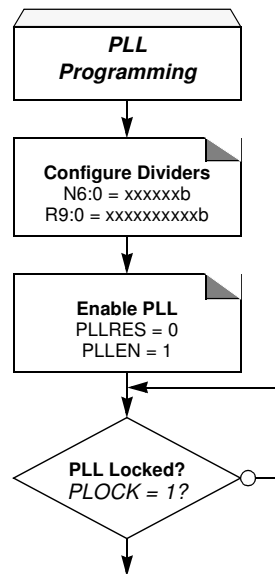 PLL
Programming
Configure Dividers
N6:0 = xxxxxxb
R9:0 = xxxxxxxxxxb
Enable PLL
PLLRES = 0
PLLEN = 1
PLL Locked?
PLOCK = 1?